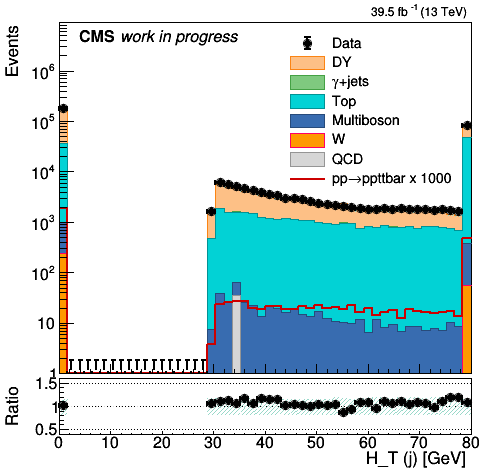 39.5 fb⁻¹ (13 TeV)
CMS work in progress
Events
10⁶
10⁵
10⁴
10³
10²
10
1
Data
DY
γ+jets
Top
Multiboson
W
QCD
pp→ppttbar x 1000
Ratio
1.5
1
0.5
0 10 20 30 40 50 60 70 80
H_T (j) [GeV]